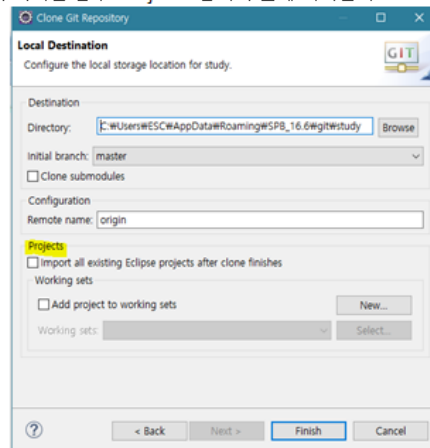 Clone Git Repository
Local Destination
Configure the local storage location for study.
GIT
Destination
Directory: C:₩Users₩ESC₩AppData₩Roaming₩SPB_16.6₩git₩study Browse
Initial branch: master
Clone submodules
Configuration
Remote name: origin
Projects
Import all existing Eclipse projects after clone finishes
Working sets
Add project to working sets New...
Working sets: Select...
< Back Next > Finish Cancel